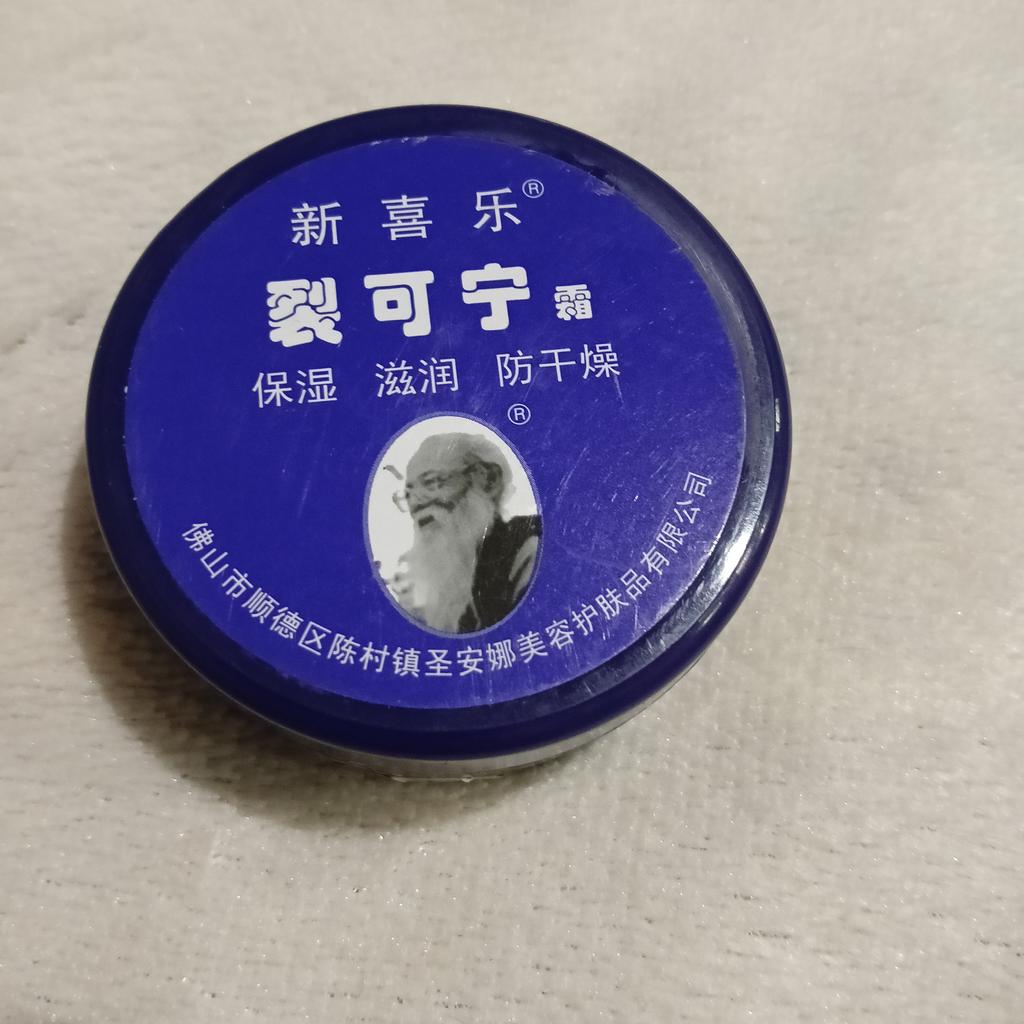 新喜乐®
裂可宁霜
保湿 滋润 防干燥
®
佛山市顺德区陈村镇圣安娜美容护肤品有限公司